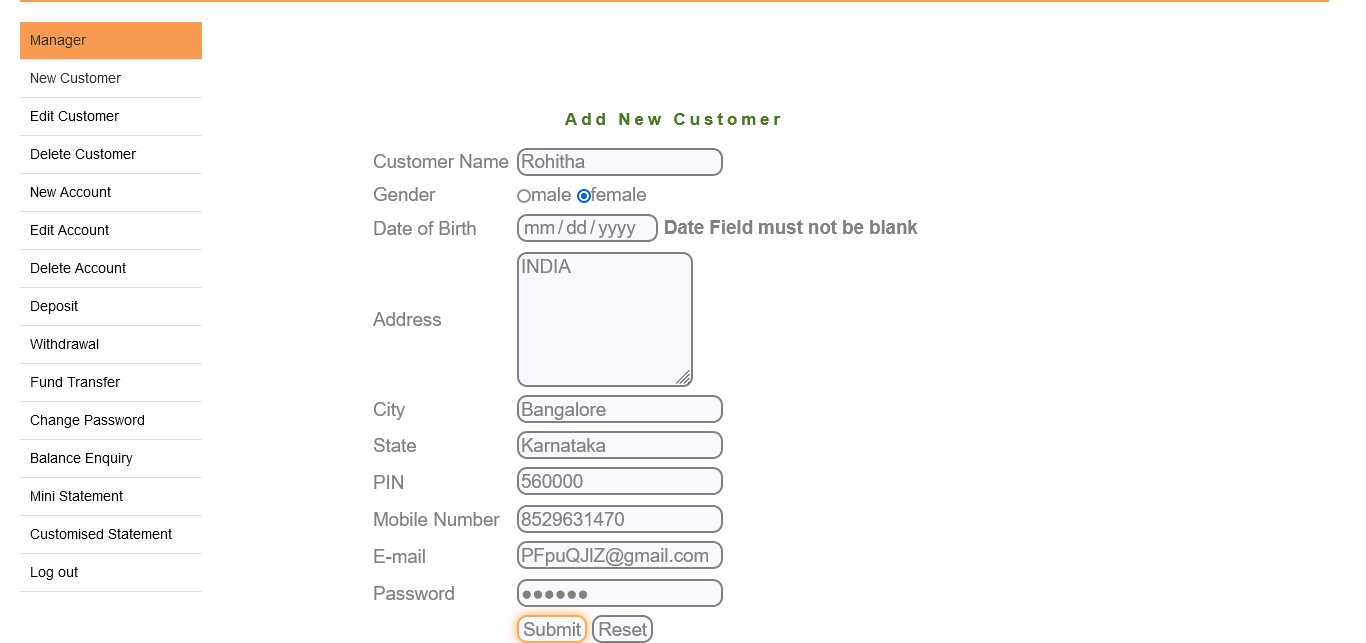 Manager
New Customer
Edit Customer
Delete Customer
New Account
Edit Account
Delete Account
Deposit
Withdrawal
Fund Transfer
Change Password
Balance Enquiry
Mini Statement
Customised Statement
Log out
Add New Customer
Customer Name Rohitha
Gender male female
Date of Birth mm/dd/yyyy Date Field must not be blank
Address INDIA
City Bangalore
State Karnataka
PIN 560000
Mobile Number 8529631470
E-mail PFpuQJIZ@gmail.com
Password ●●●●●●
Submit Reset